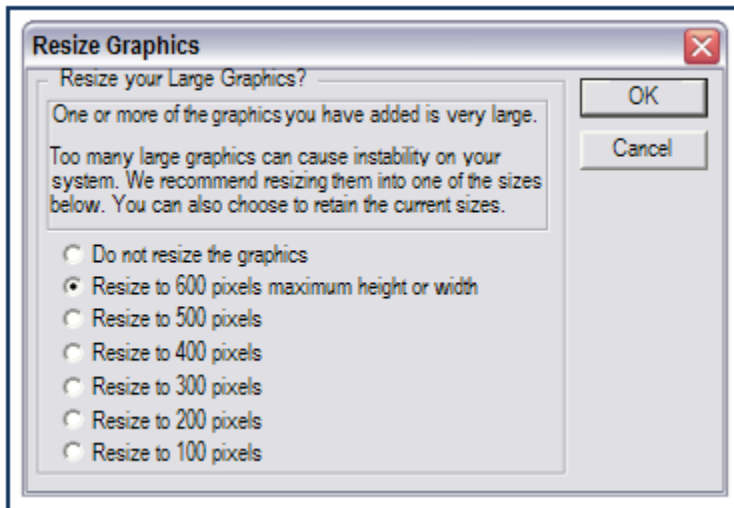 Resize Graphics
Resize your Large Graphics?
One or more of the graphics you have added is very large.
Too many large graphics can cause instability on your
system. We recommend resizing them into one of the sizes
below. You can also choose to retain the current sizes.
Do not resize the graphics
Resize to 600 pixels maximum height or width
Resize to 500 pixels
Resize to 400 pixels
Resize to 300 pixels
Resize to 200 pixels
Resize to 100 pixels
OK
Cancel